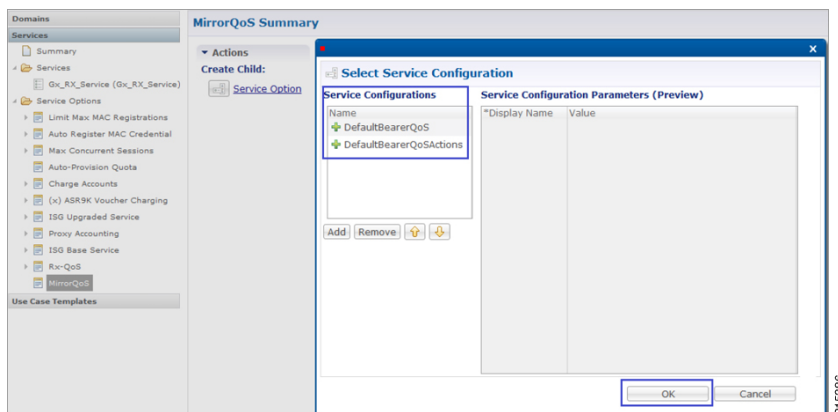 Domains
Services
Summary
Services
Gx_RX_Service (Gx_RX_Service)
Service Options
Limit Max MAC Registrations
Auto Register MAC Credential
Max Concurrent Sessions
Auto-Provision Quota
Charge Accounts
(x) ASR9K Voucher Charging
ISG Upgraded Service
Proxy Accounting
ISG Base Service
Rx-QoS
MirrorQoS
Use Case Templates
MirrorQoS Summary
Actions
Create Child:
Service Option
x
Select Service Configuration
Service Configurations
Name
DefaultBearerQoS
DefaultBearerQoSActions
Add Remove
Service Configuration Parameters (Preview)
*Display Name Value
OK Cancel